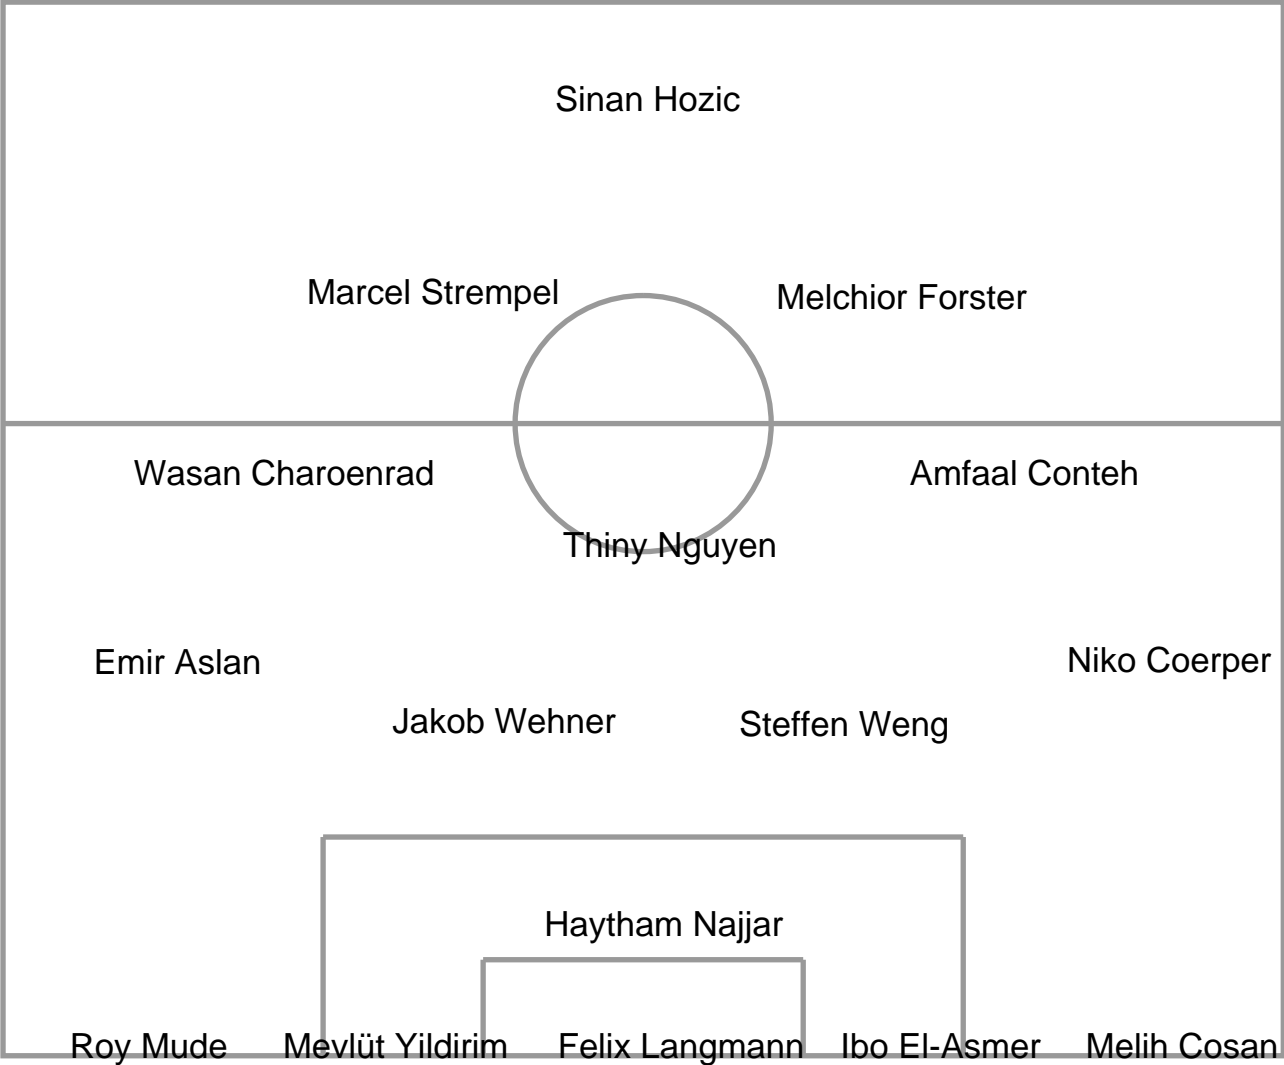 Sinan Hozic
Marcel Strempel
Melchior Forster
Wasan Charoenrad
Amfaal Conteh
Thiny Nguyen
Emir Aslan
Niko Coerper
Jakob Wehner
Steffen Weng
Haytham Najjar
Roy Mude
Mevlüt Yildirim
Felix Langmann
Ibo El-Asmer
Melih Cosan